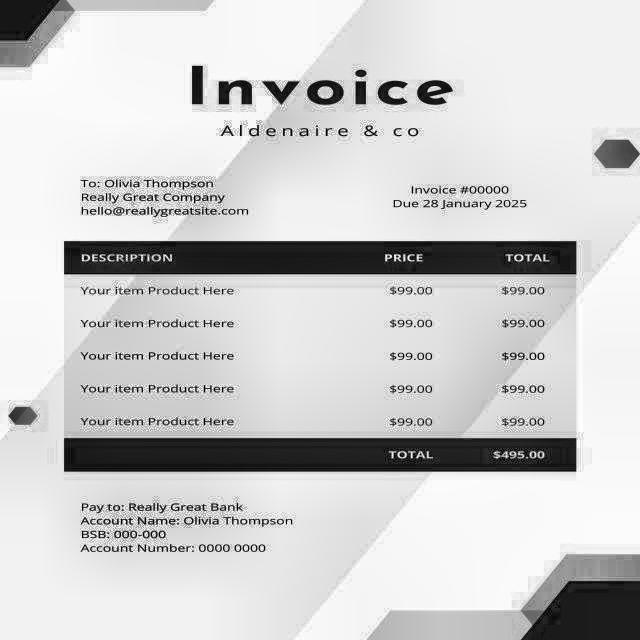 Invoice
Aldenaire & co
To: Olivia Thompson
Really Great Company
hello@reallygreatsite.com
Invoice #00000
Due 28 January 2025
DESCRIPTION PRICE TOTAL
Your item Product Here $99.00 $99.00
Your item Product Here $99.00 $99.00
Your item Product Here $99.00 $99.00
Your item Product Here $99.00 $99.00
Your item Product Here $99.00 $99.00
TOTAL $495.00
Pay to: Really Great Bank
Account Name: Olivia Thompson
BSB: 000-000
Account Number: 0000 0000